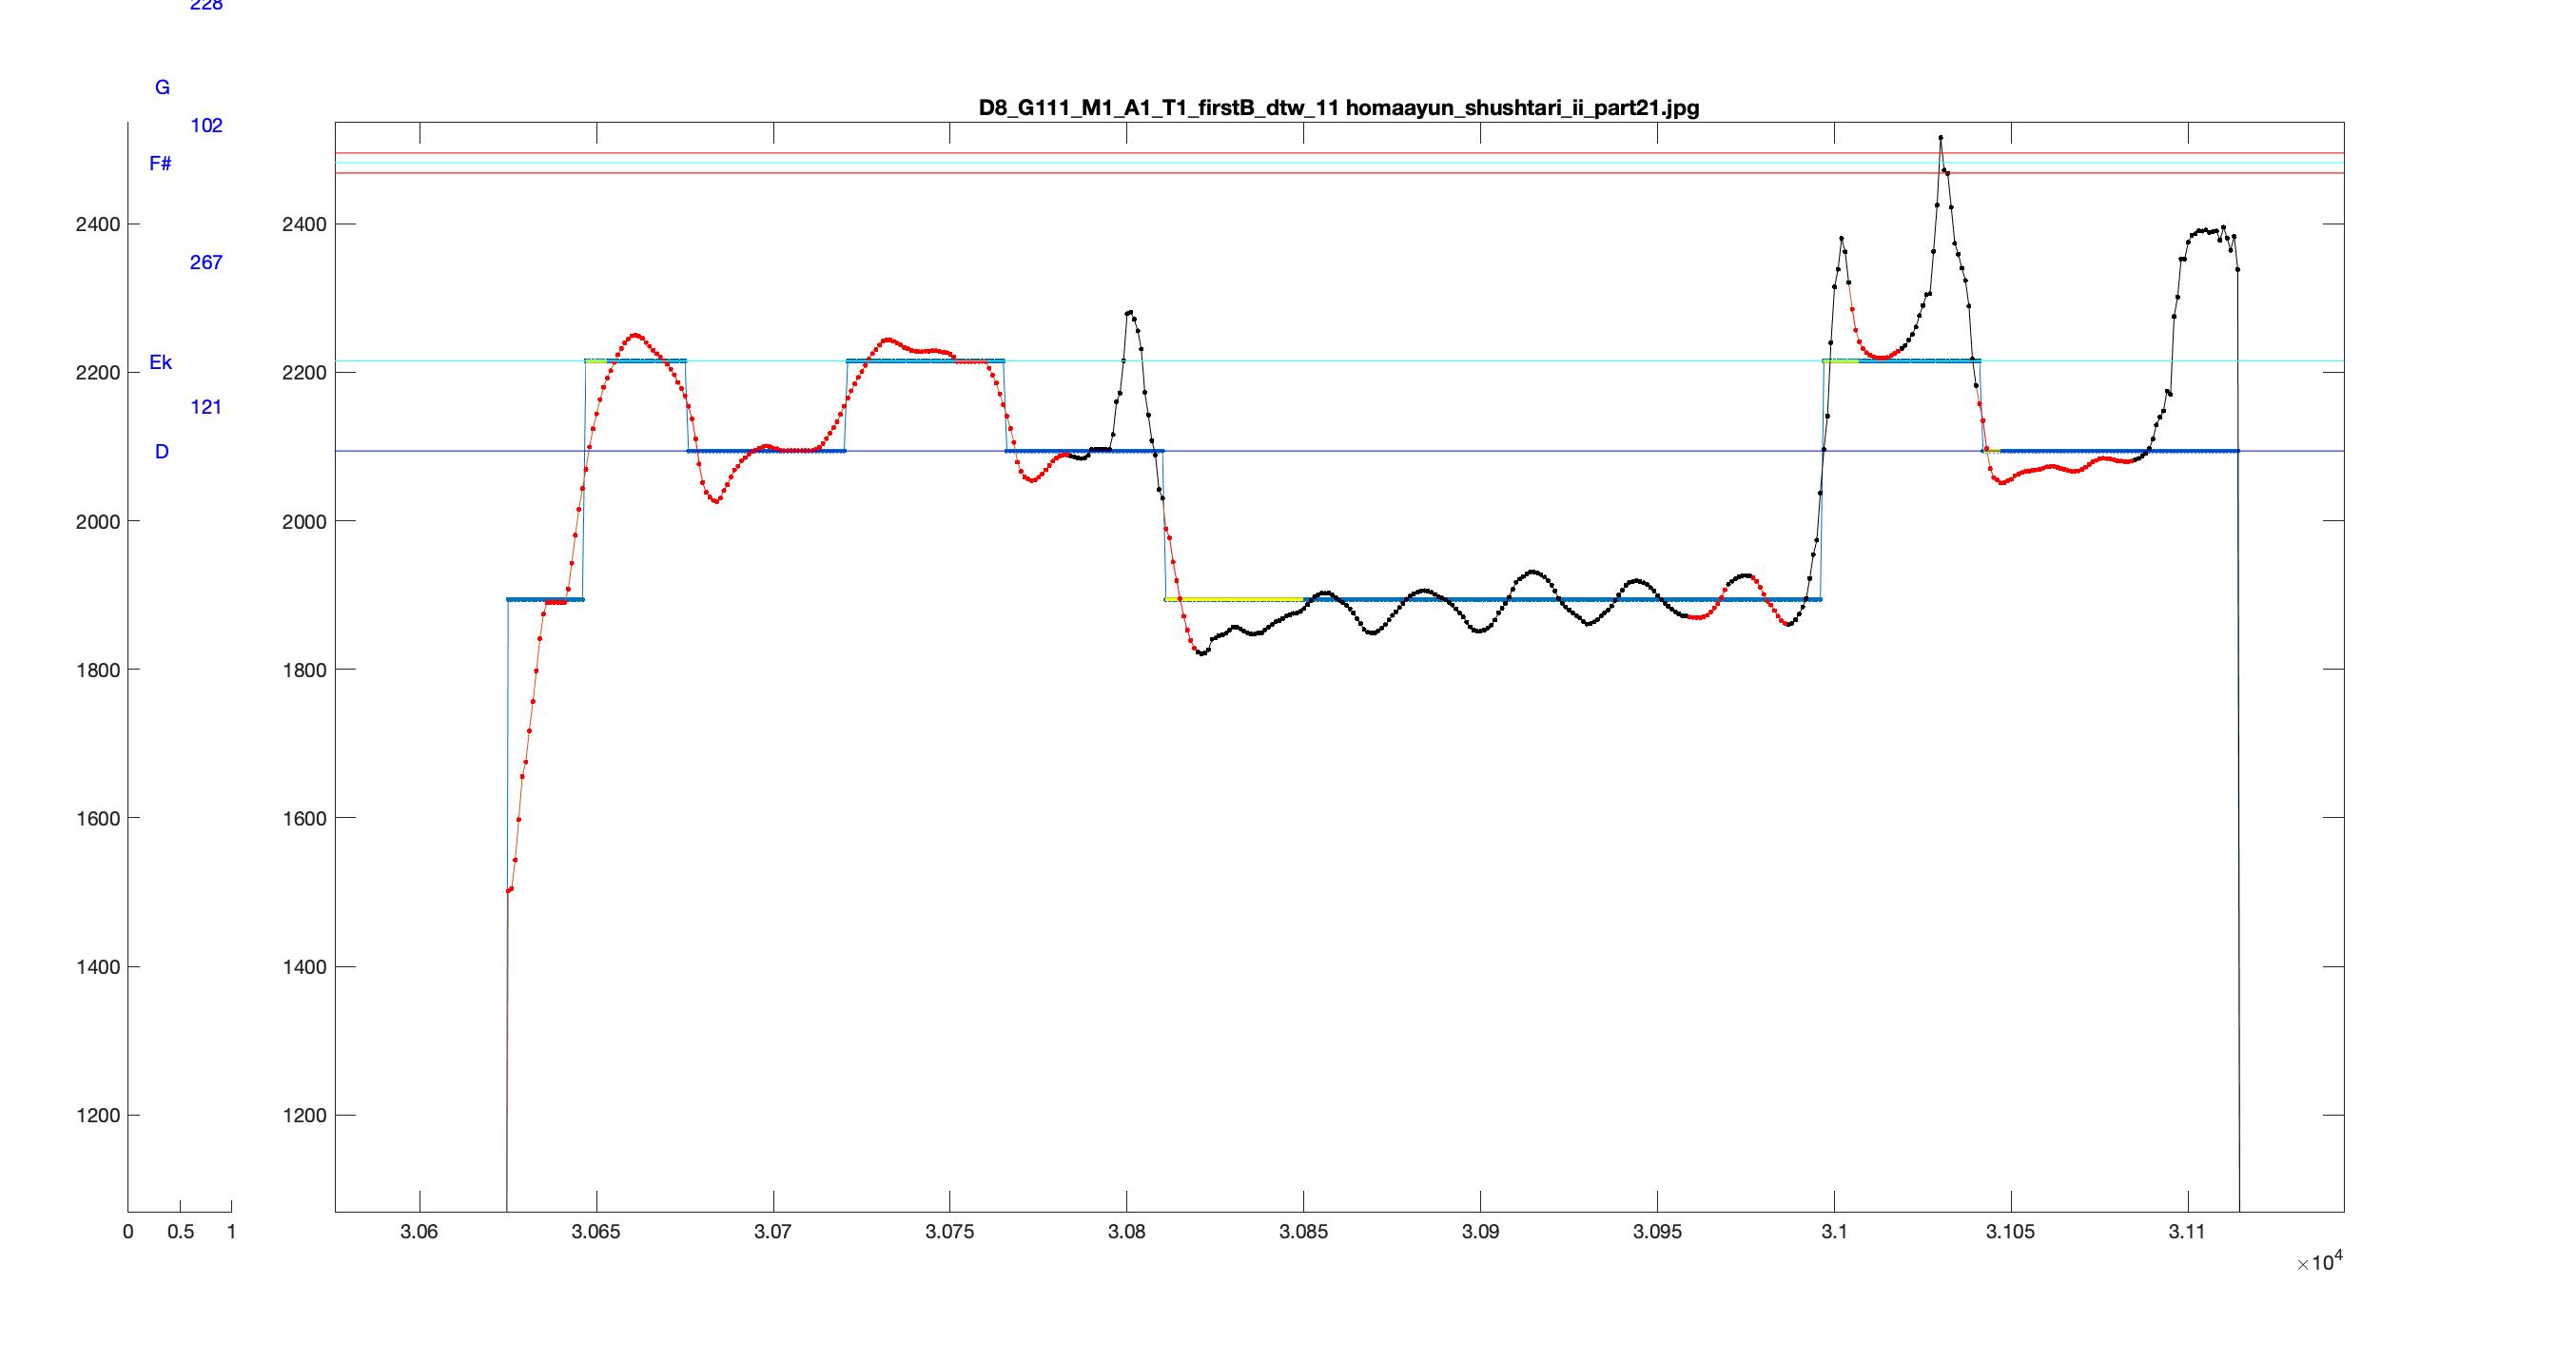 228
G
D8_G111_M1_A1_T1_firstB_dtw_11 homaayun_shushtari_ii_part21.jpg
102
F#
2400 2400
267
Ek
2200 2200
121
D
2000 2000
1800 1800
1600 1600
1400 1400
1200 1200
0 0.5 1 3.06 3.065 3.07 3.075 3.08 3.085 3.09 3.095 3.1 3.105 3.11
×10^4